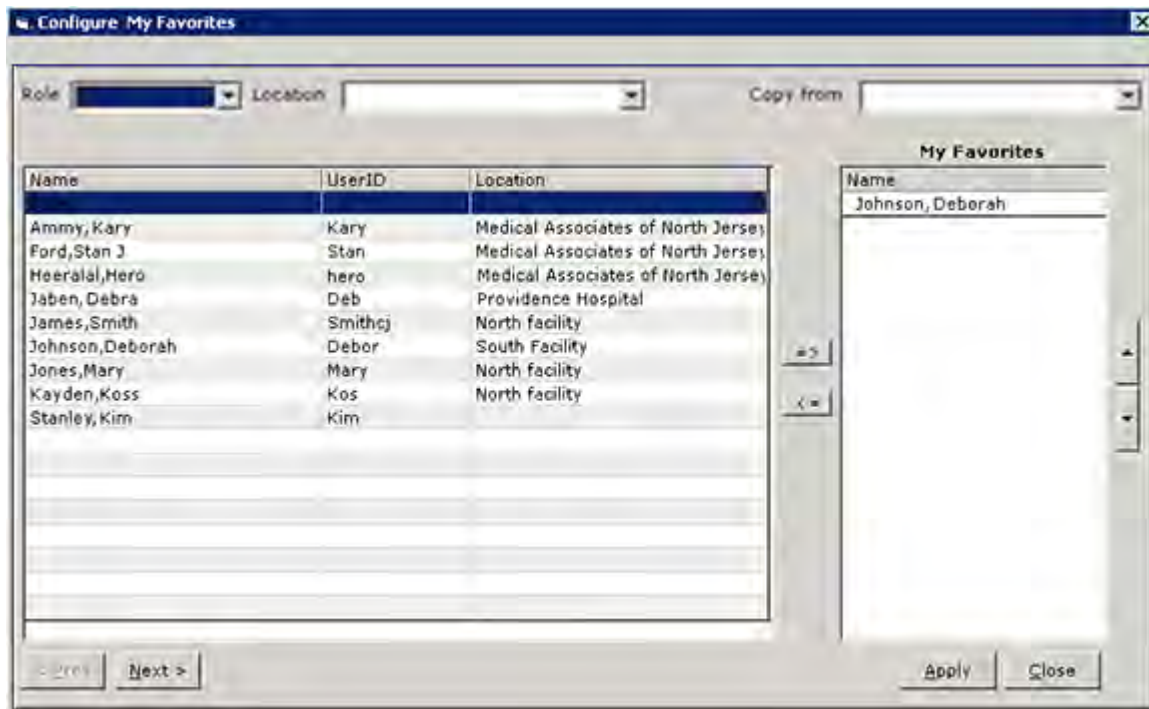 Configure My Favorites
Role Location Copy from
My Favorites
Name UserID Location Name
Johnson, Deborah
Ammy,Kary Kary Medical Associates of North Jersey
Ford,Stan J Stan Medical Associates of North Jersey
Heeralal,Hero hero Medical Associates of North Jersey
Jaben, Debra Deb Providence Hospital
James,Smith Smithcj North facility
Johnson,Deborah Debor South Facility
=>
Jones,Mary Mary North facility
Kayden,Koss Kos North facility
<=
Stanley,Kim Kim
< Prev Next > Apply Close